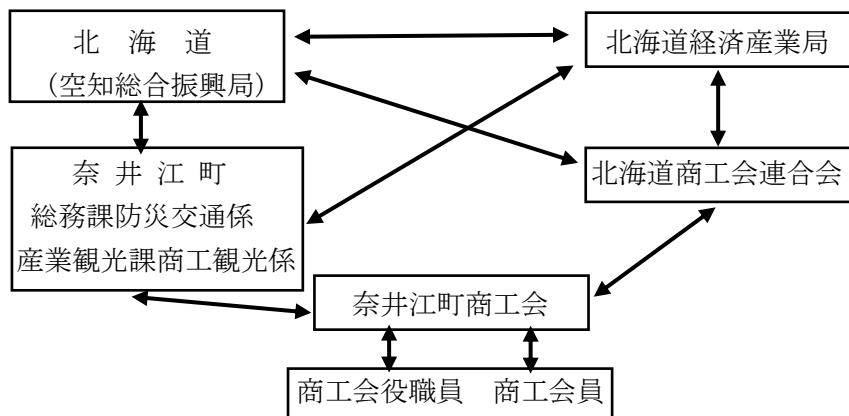 北　海　道
(空知総合振興局)
北海道経済産業局
奈 井 江 町
総務課防災交通係
産業観光課商工観光係
北海道商工会連合会
奈井江町商工会
商工会役職員　商工会員